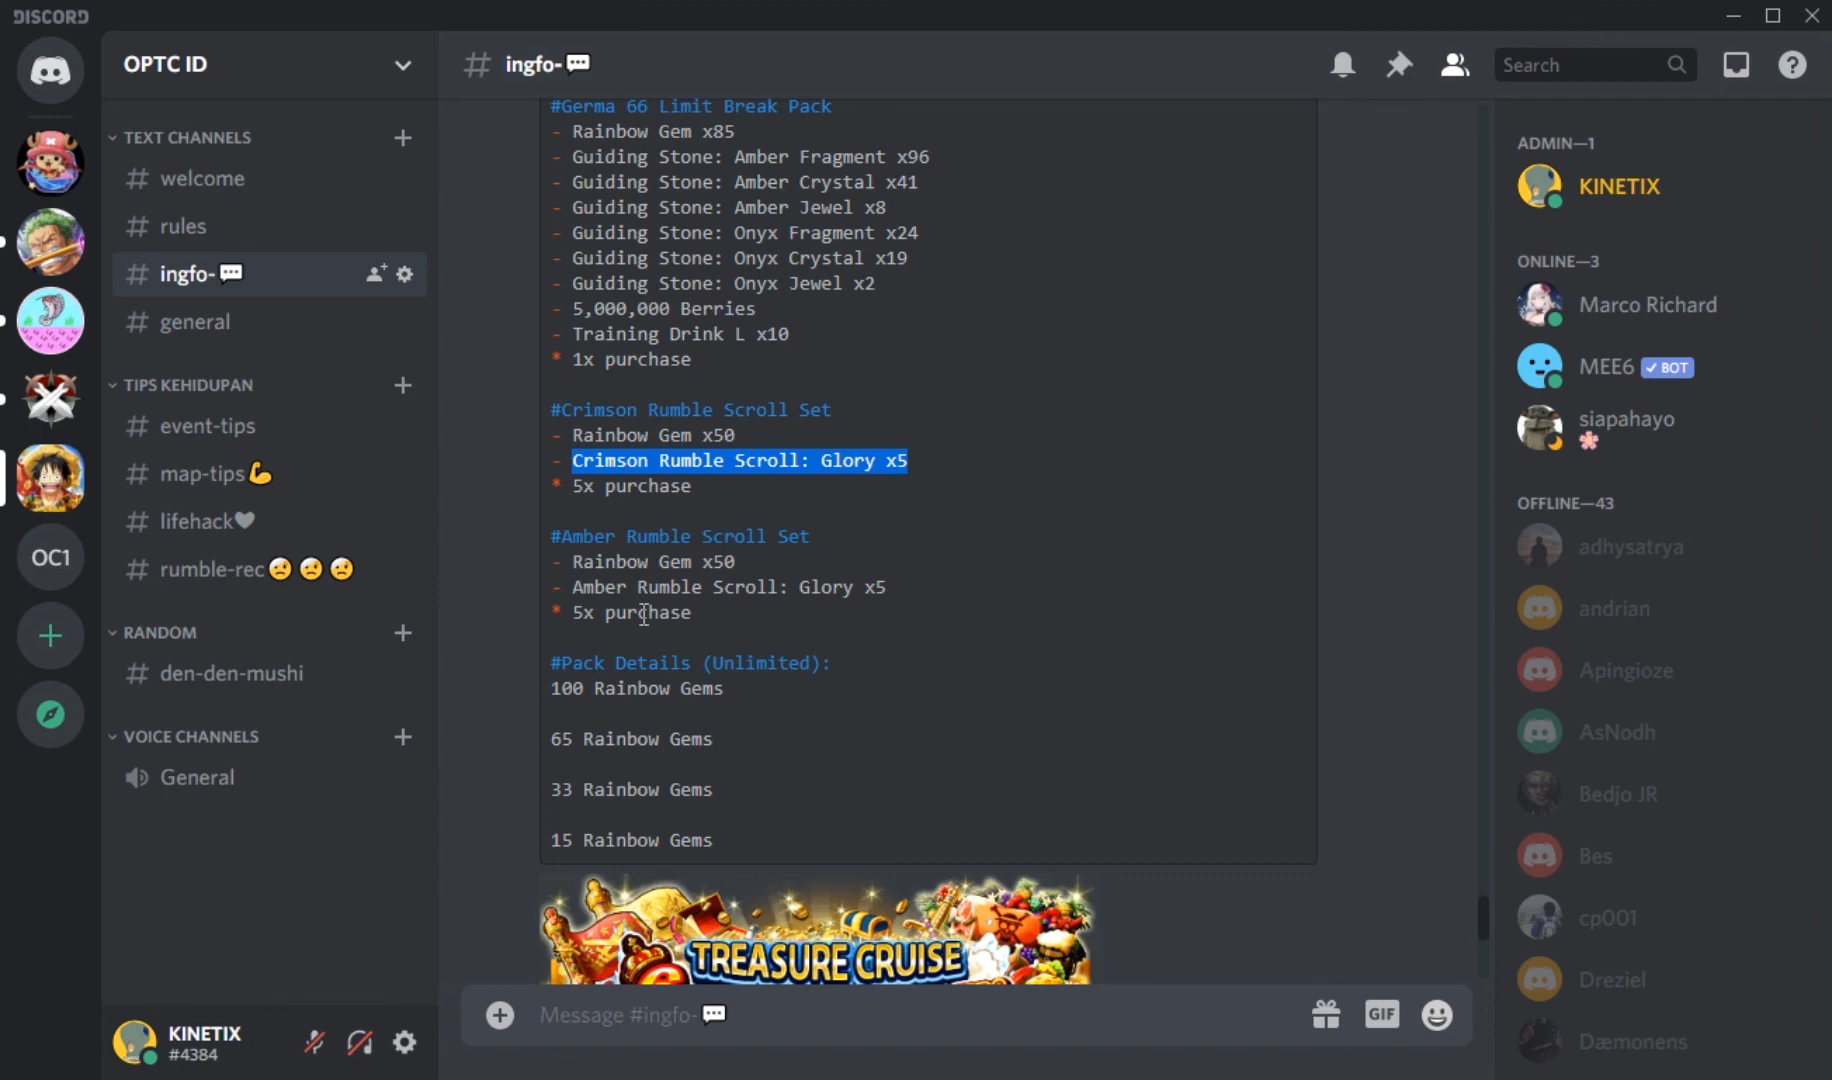 DISCORD
OPTC ID
TEXT CHANNELS
# welcome
# rules
# ingfo-💬
# general
TIPS KEHIDUPAN
# event-tips
# map-tips💪
# lifehack🖤
# rumble-rec🤕🤕🤕
RANDOM
# den-den-mushi
VOICE CHANNELS
General
OC1
KINETIX
#4384
# ingfo-💬
Search
#Germa 66 Limit Break Pack
- Rainbow Gem x85
- Guiding Stone: Amber Fragment x96
- Guiding Stone: Amber Crystal x41
- Guiding Stone: Amber Jewel x8
- Guiding Stone: Onyx Fragment x24
- Guiding Stone: Onyx Crystal x19
- Guiding Stone: Onyx Jewel x2
- 5,000,000 Berries
- Training Drink L x10
* 1x purchase
#Crimson Rumble Scroll Set
- Rainbow Gem x50
- Crimson Rumble Scroll: Glory x5
* 5x purchase
#Amber Rumble Scroll Set
- Rainbow Gem x50
- Amber Rumble Scroll: Glory x5
* 5x purchase
#Pack Details (Unlimited):
100 Rainbow Gems
65 Rainbow Gems
33 Rainbow Gems
15 Rainbow Gems
TREASURE CRUISE
Message #ingfo-💬
GIF
ADMIN—1
KINETIX
ONLINE—3
Marco Richard
MEE6 ✓ BOT
siapahayo
🌸
OFFLINE—43
adhysatrya
andrian
Apingioze
AsNodh
Bedjo JR
Bes
cp001
Dreziel
Dæmonens